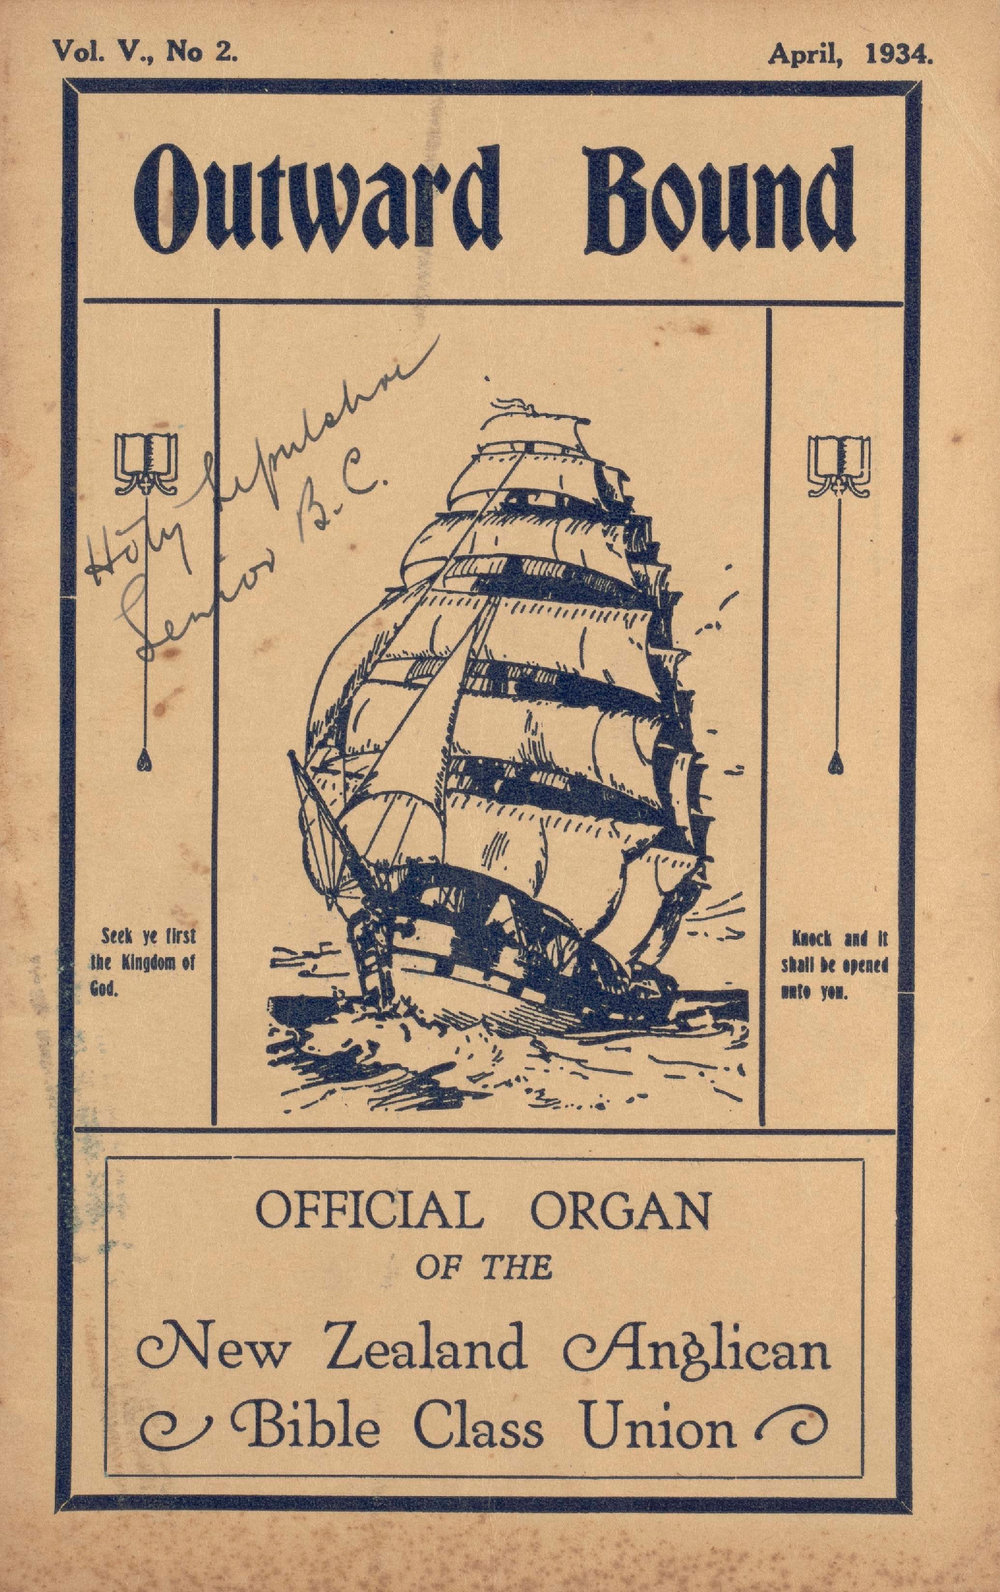 Vol. V., No 2.
April, 1934.
Outward Bound
Holy Sepulchre
Senior B. C.
Seek ye first
the Kingdom of
God.
Knock and it
shall be opened
unto you.
OFFICIAL ORGAN
OF THE
New Zealand Anglican
Bible Class Union